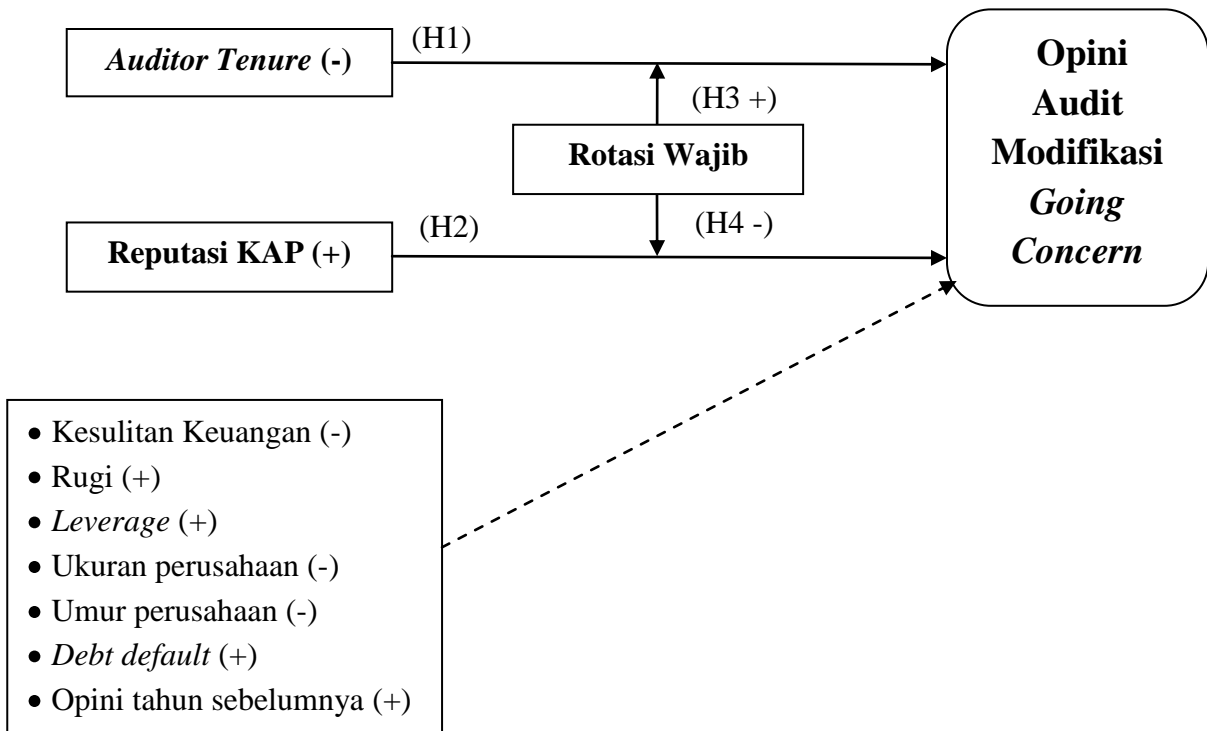 Auditor Tenure (-)
(H1)
(H3 +)
Rotasi Wajib
(H4 -)
Reputasi KAP (+)
(H2)
Opini
Audit
Modifikasi
Going
Concern
• Kesulitan Keuangan (-)
• Rugi (+)
• Leverage (+)
• Ukuran perusahaan (-)
• Umur perusahaan (-)
• Debt default (+)
• Opini tahun sebelumnya (+)